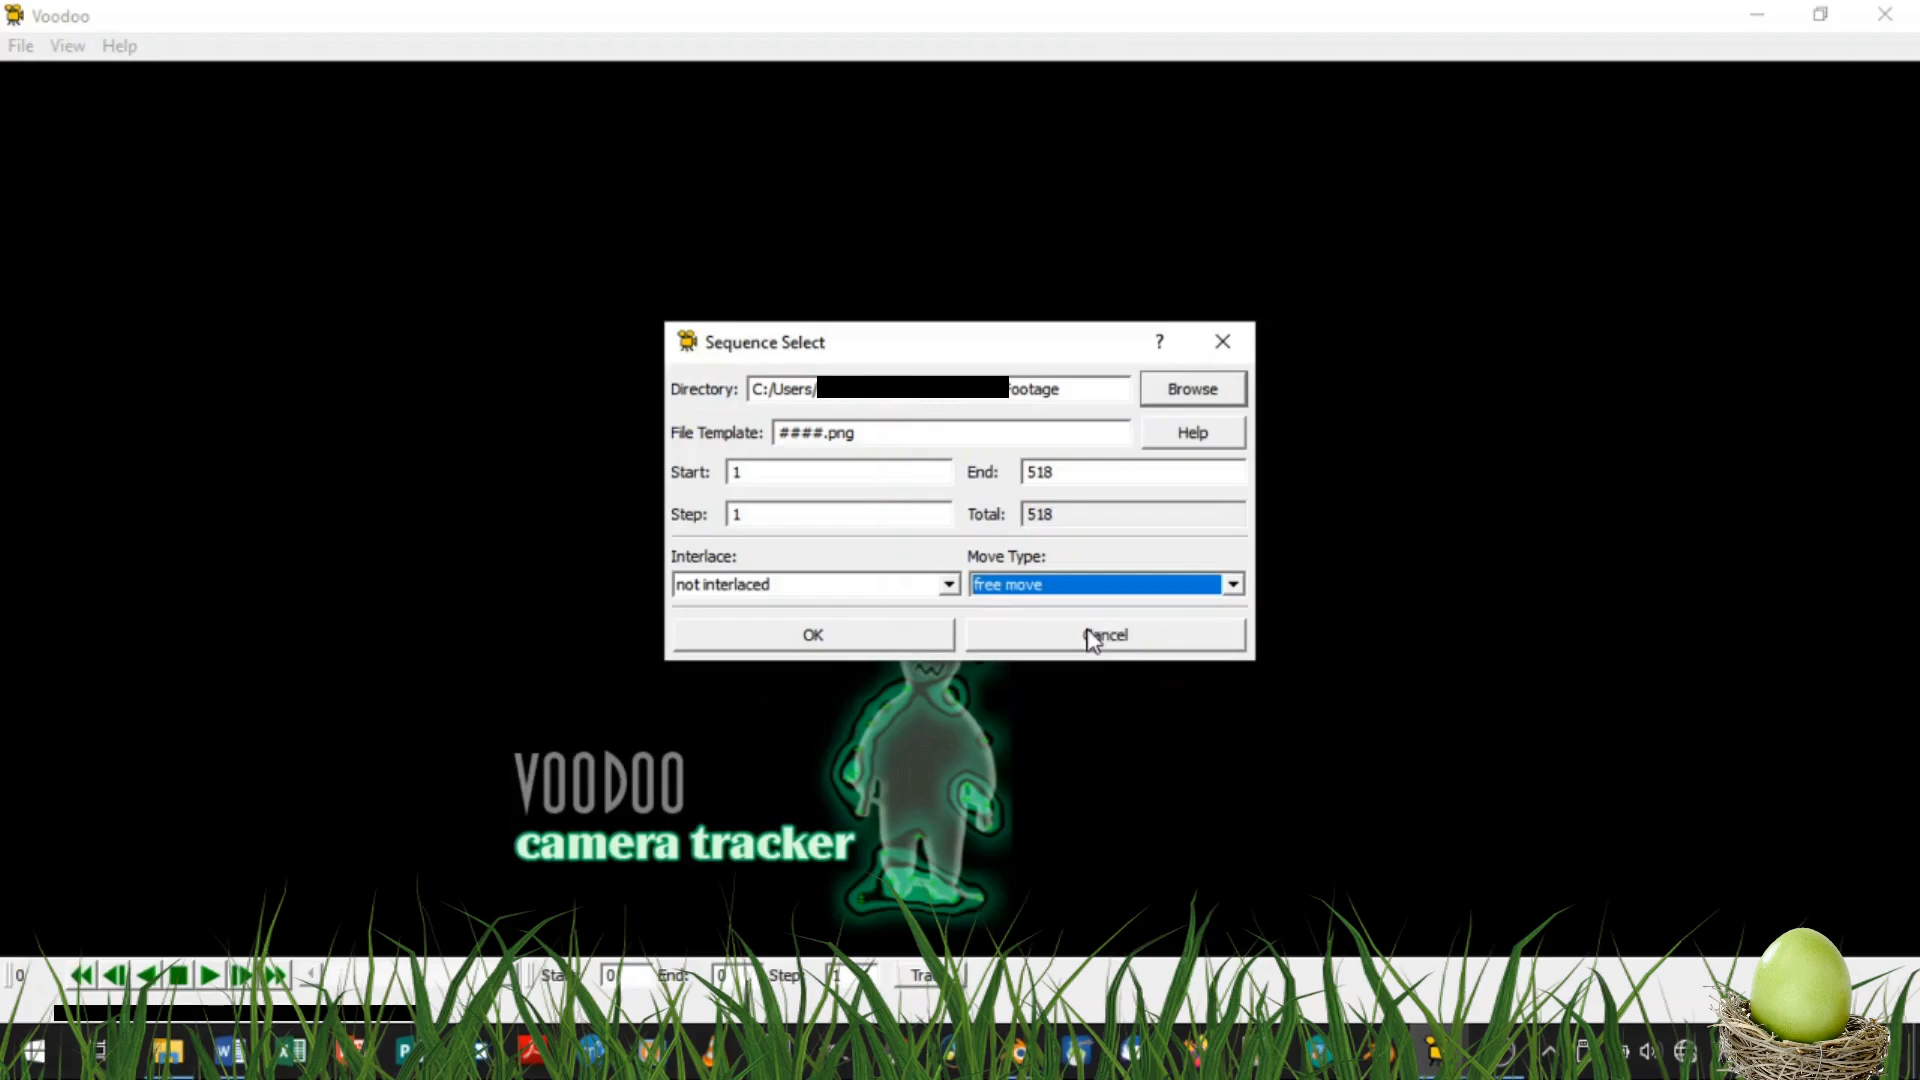 Voodoo
File View Help
Sequence Select ?
Directory: C:/Users/ ootage Browse
File Template: ####.png Help
Start: 1 End: 518
Step: 1 Total: 518
Interlace: Move Type:
not interlaced free move
OK Cancel
VOODOO
camera tracker
0 0 End: 0 Step: 1